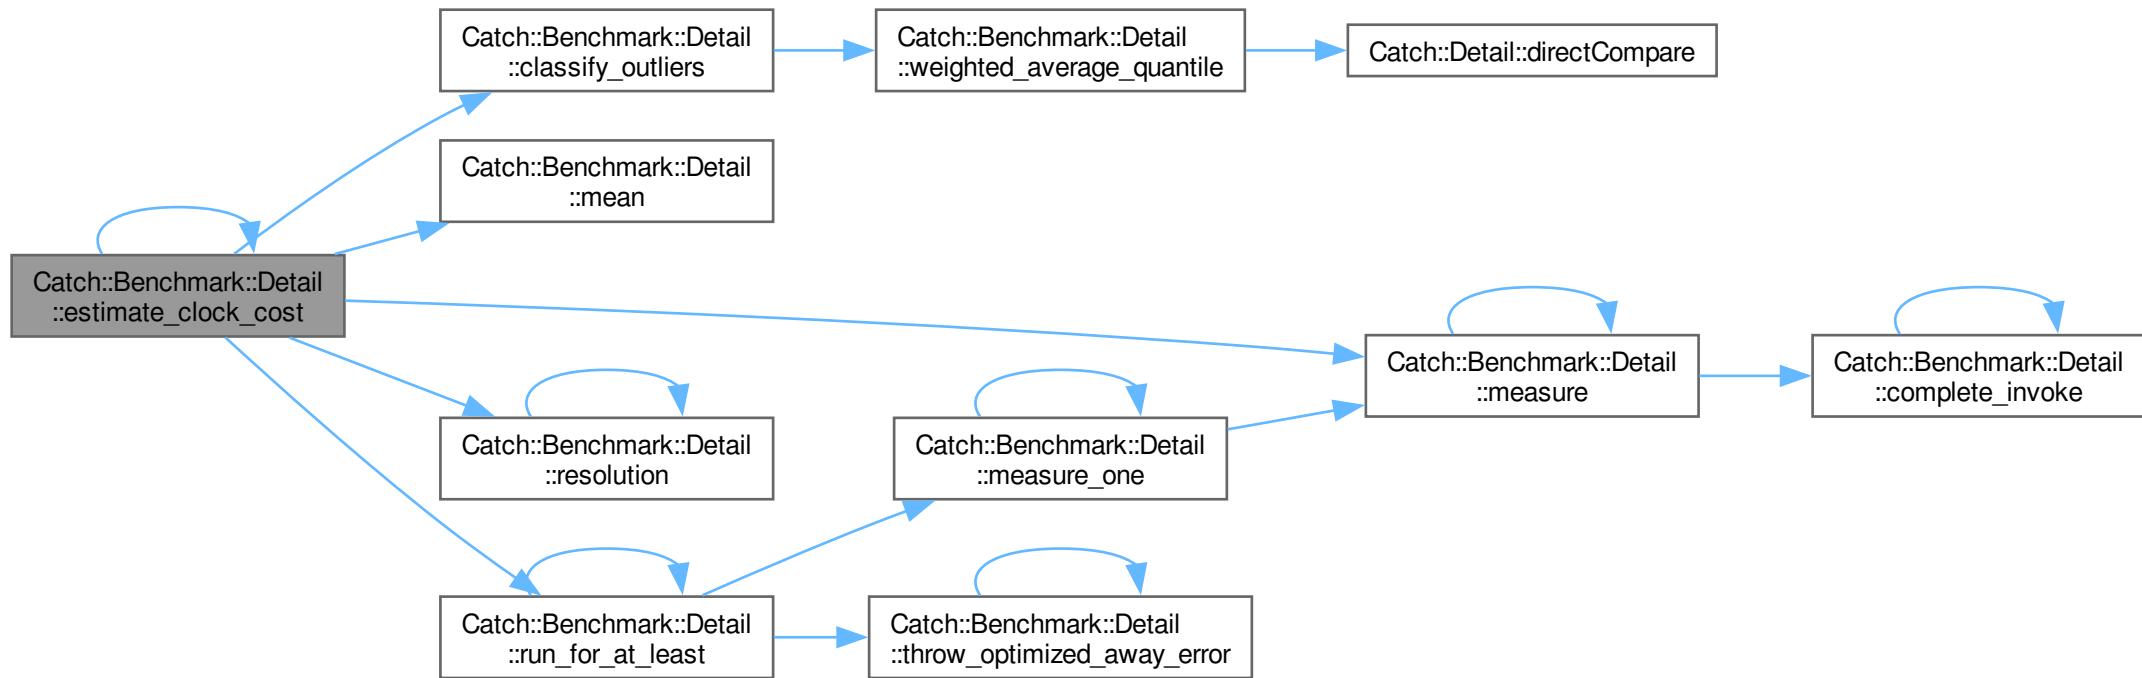 Catch::Benchmark::Detail
::classify_outliers
Catch::Benchmark::Detail
::weighted_average_quantile
Catch::Detail::directCompare
Catch::Benchmark::Detail
::mean
Catch::Benchmark::Detail
::estimate_clock_cost
Catch::Benchmark::Detail
::measure
Catch::Benchmark::Detail
::complete_invoke
Catch::Benchmark::Detail
::resolution
Catch::Benchmark::Detail
::measure_one
Catch::Benchmark::Detail
::run_for_at_least
Catch::Benchmark::Detail
::throw_optimized_away_error